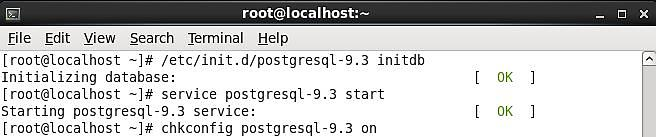 root@localhost:~
File Edit View Search Terminal Help
[root@localhost ~]# /etc/init.d/postgresql-9.3 initdb
Initializing database:                                     [  OK  ]
[root@localhost ~]# service postgresql-9.3 start
Starting postgresql-9.3 service:                           [  OK  ]
[root@localhost ~]# chkconfig postgresql-9.3 on